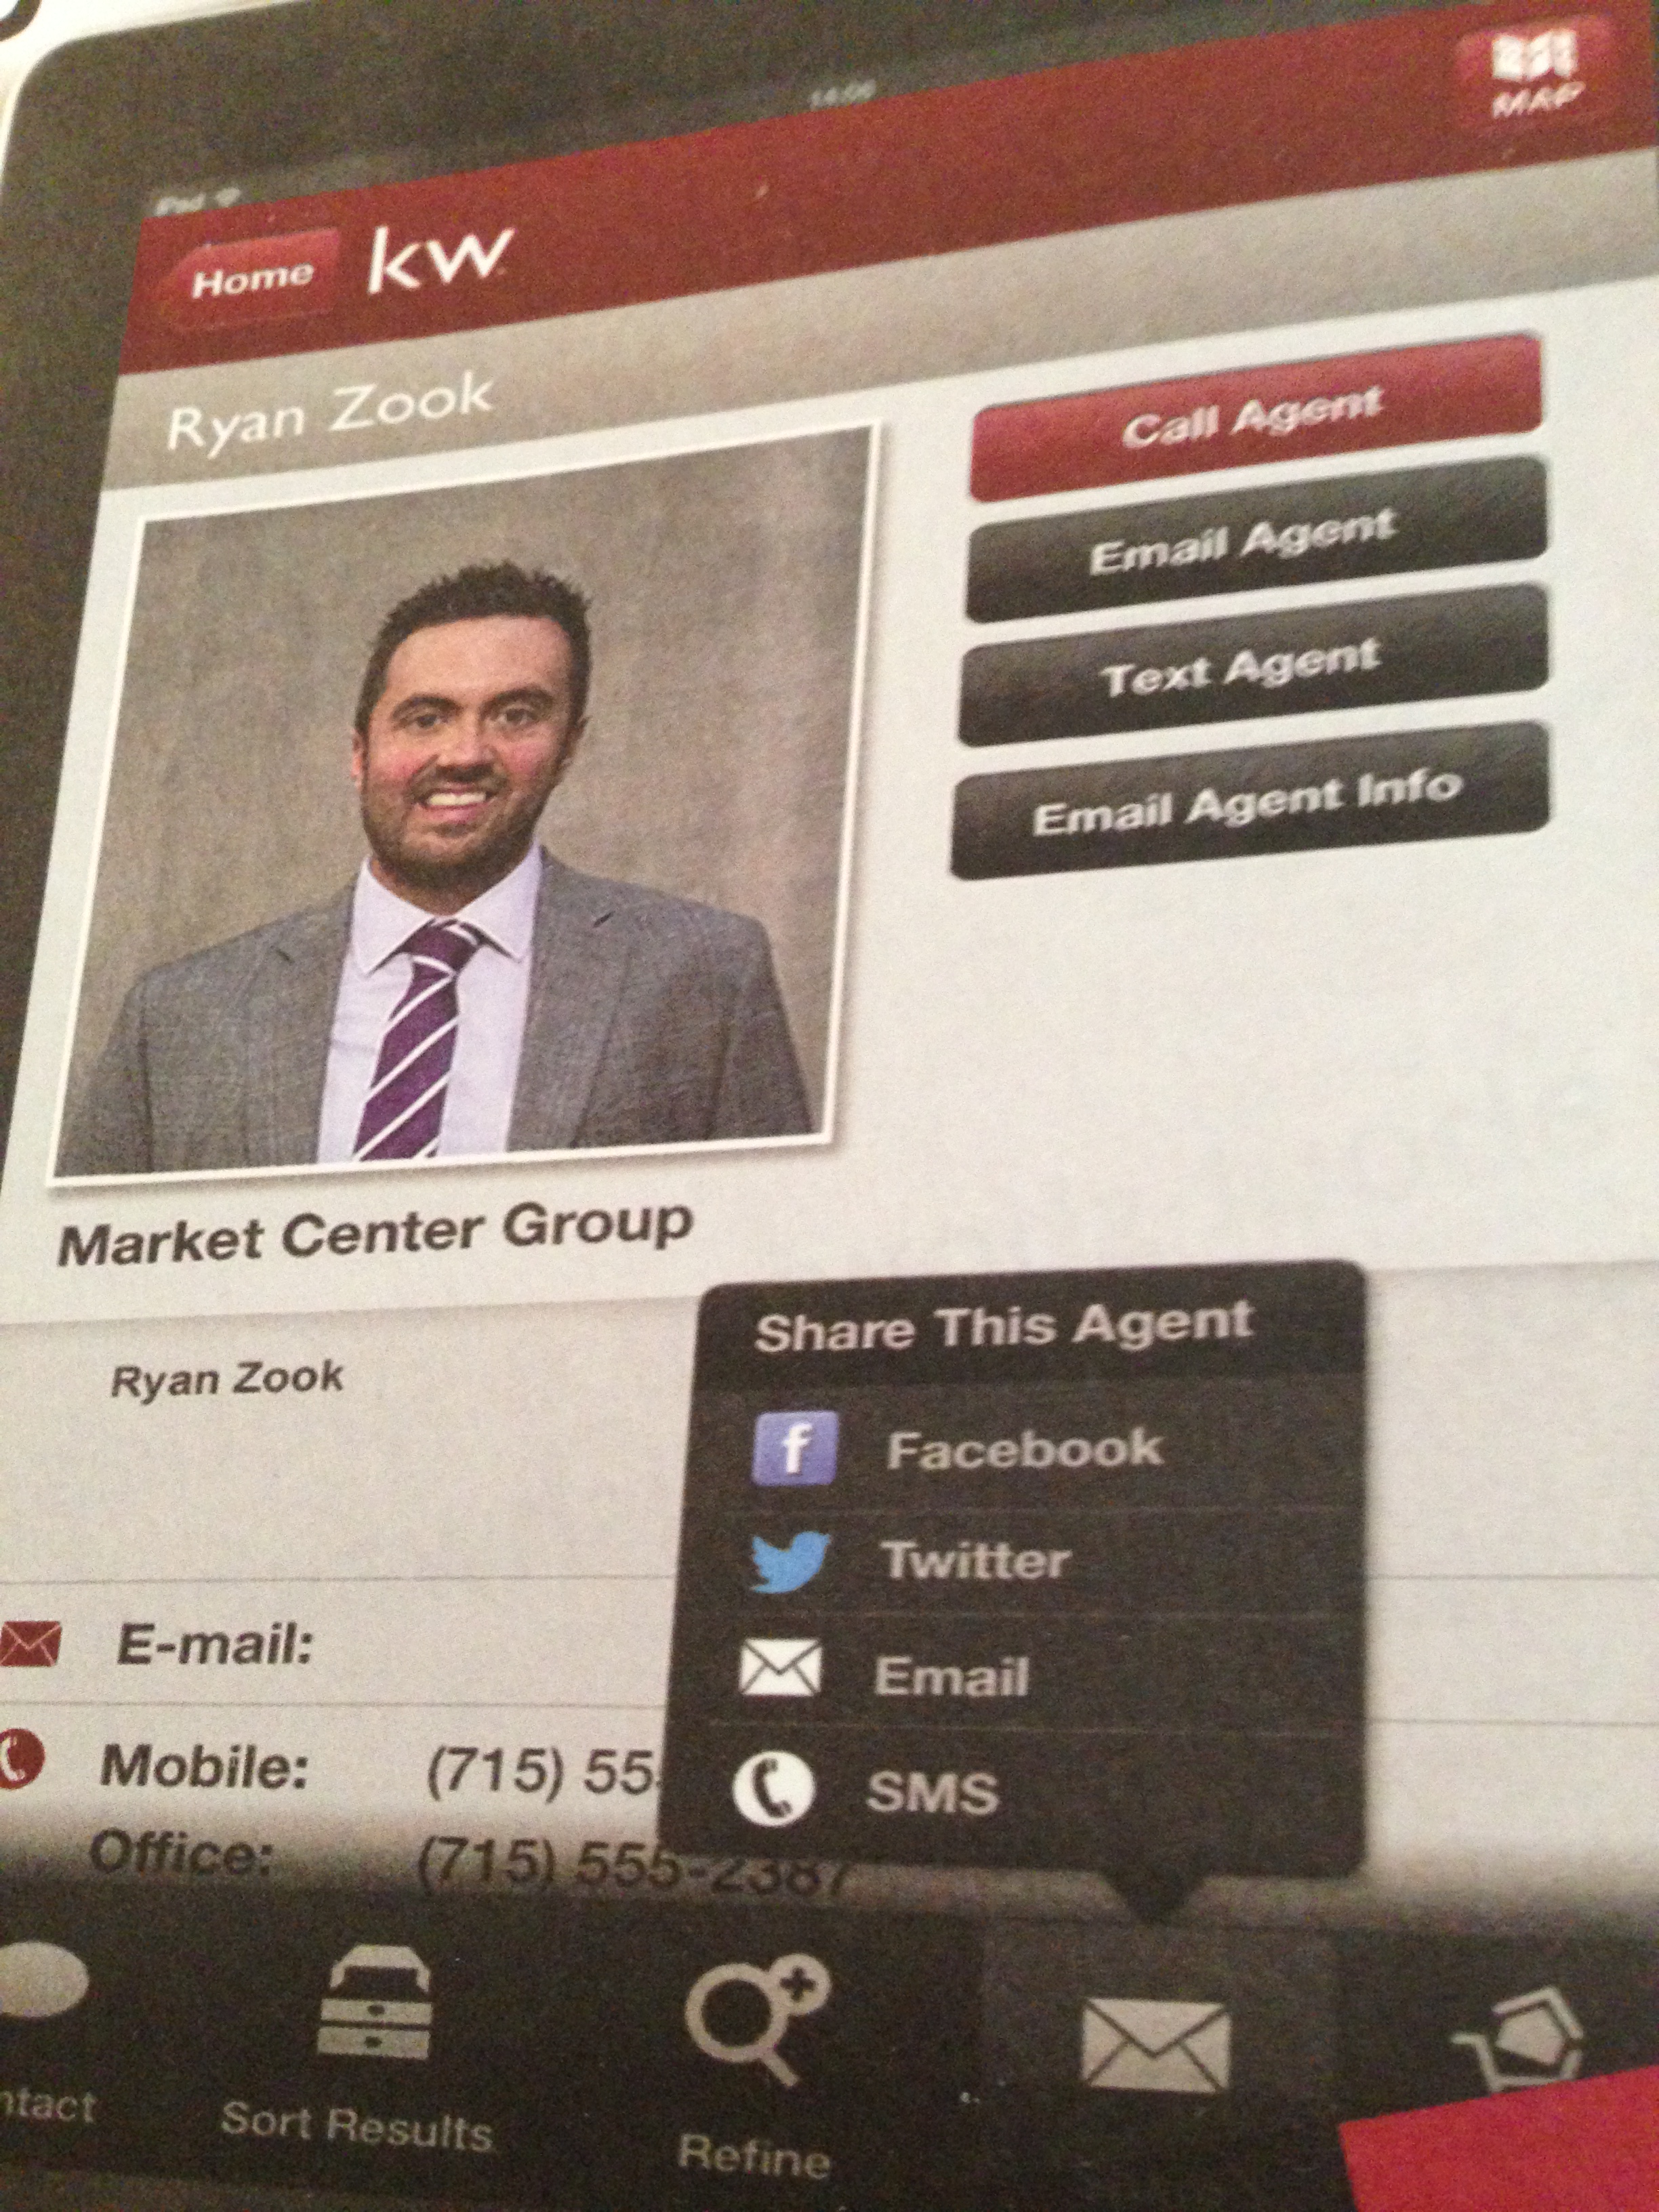 iPad
14:06
MAP
Home
kw
Ryan Zook
Call Agent
Email Agent
Text Agent
Email Agent Info
Market Center Group
Ryan Zook
Share This Agent
Facebook
Twitter
Email
SMS
E-mail:
Mobile: (715) 55
Office: (715) 555-2387
ntact
Sort Results
Refine